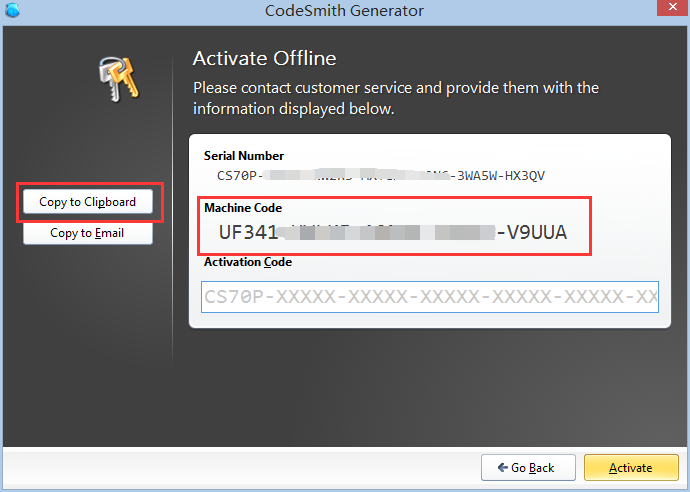 CodeSmith Generator
Activate Offline
Please contact customer service and provide them with the
information displayed below.
Serial Number
CS70P- -3WA5W-HX3QV
Copy to Clipboard
Machine Code
UF341 -V9UUA
Copy to Email
Activation Code
CS70P-XXXXX-XXXXX-XXXXX-XXXXX-XXXXX-XX
Go Back
Activate